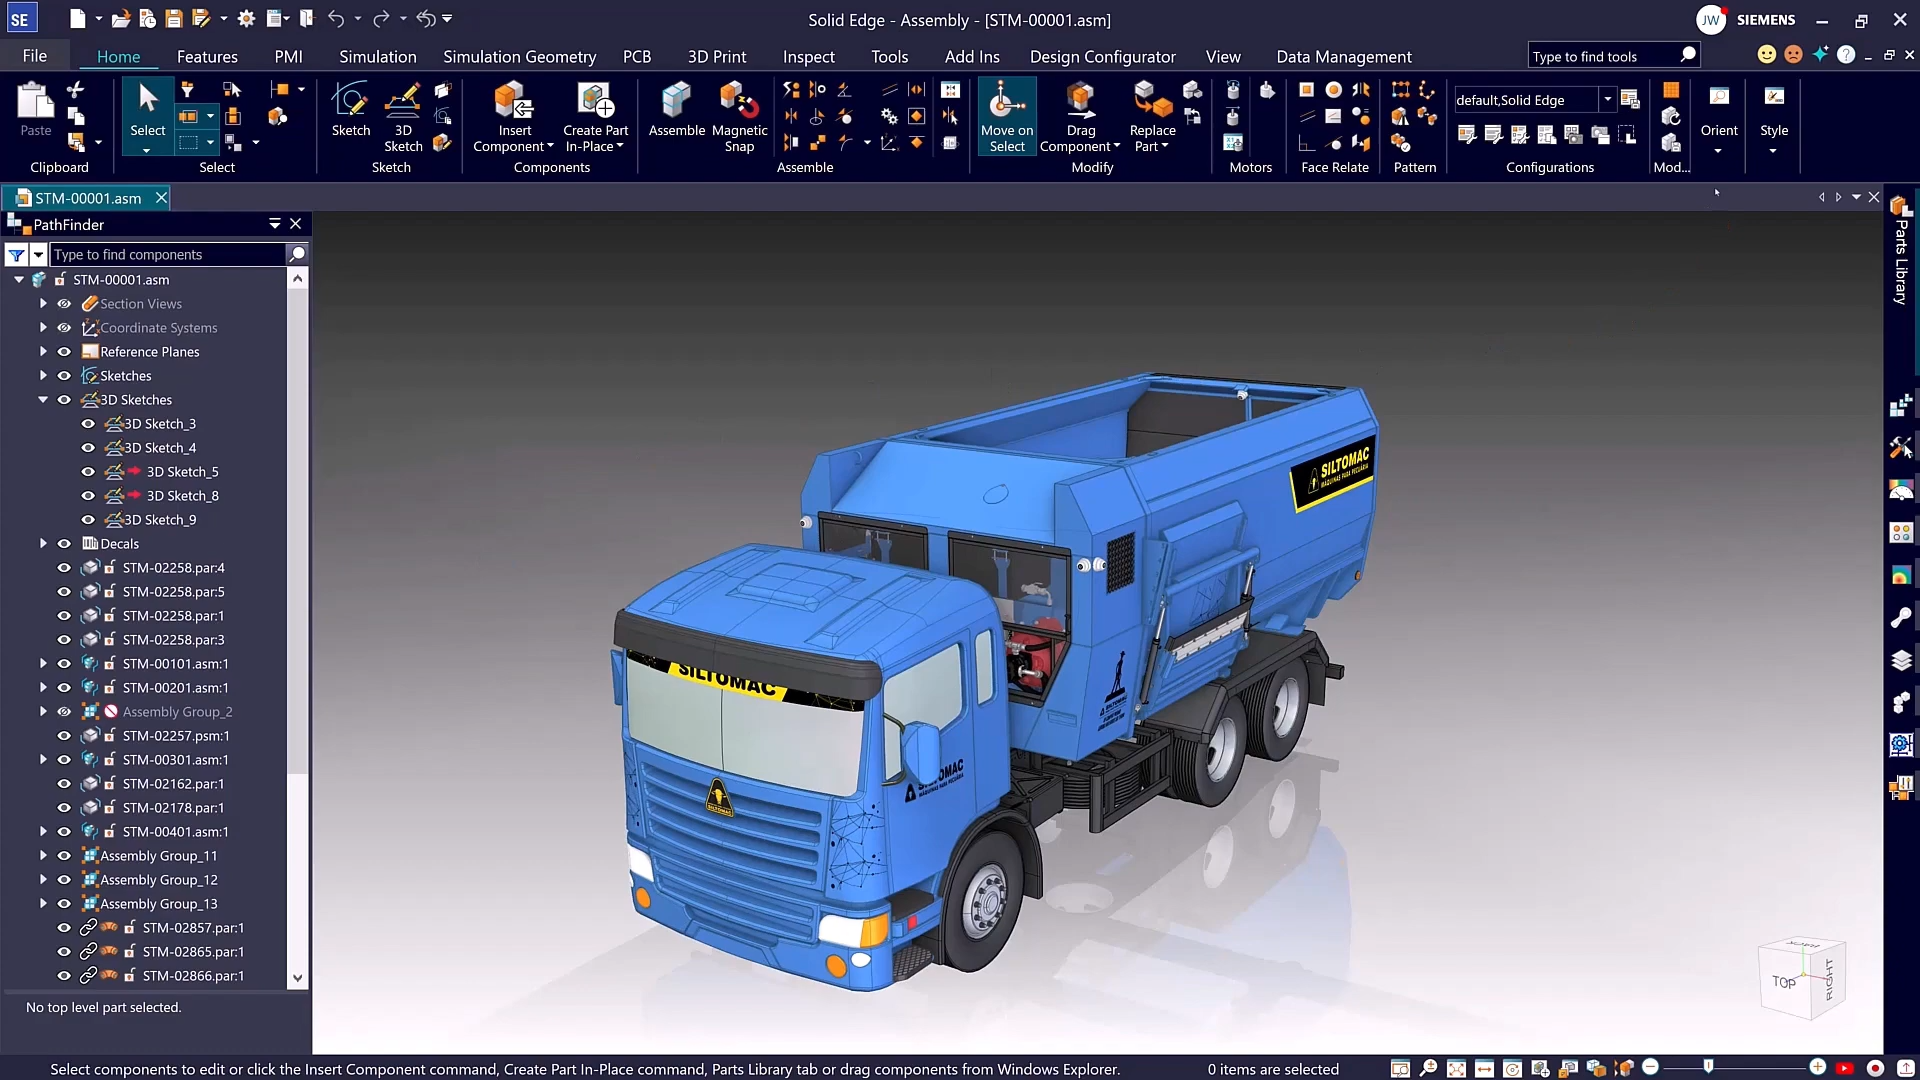 SE
Solid Edge - Assembly - [STM-00001.asm]
JW
SIEMENS
File
Home
Features
PMI
Simulation
Simulation Geometry
PCB
3D Print
Inspect
Tools
Add Ins
Design Configurator
View
Data Management
Type to find tools
Paste
Clipboard
Select
Select
Sketch
3D Sketch
Sketch
Insert Component
Create Part In-Place
Components
Assemble
Magnetic Snap
Assemble
Move on Select
Drag Component
Replace Part
Modify
Motors
Face Relate
Pattern
default,Solid Edge
Configurations
Mod...
Orient
Style
STM-00001.asm
PathFinder
Type to find components
STM-00001.asm
Section Views
Coordinate Systems
Reference Planes
Sketches
3D Sketches
3D Sketch_3
3D Sketch_4
3D Sketch_5
3D Sketch_8
3D Sketch_9
Decals
STM-02258.par:4
STM-02258.par:5
STM-02258.par:1
STM-02258.par:3
STM-00101.asm:1
STM-00201.asm:1
Assembly Group_2
STM-02257.psm:1
STM-00301.asm:1
STM-02162.par:1
STM-02178.par:1
STM-00401.asm:1
Assembly Group_11
Assembly Group_12
Assembly Group_13
STM-02857.par:1
STM-02865.par:1
STM-02866.par:1
No top level part selected.
Parts Library
SILTOMAC
MÁQUINAS PARA PECUÁRIA
SILTOMAC
SILTOMAC
TOP
RIGHT
Select components to edit or click the Insert Component command, Create Part In-Place command, Parts Library tab or drag components from Windows Explorer.
0 items are selected